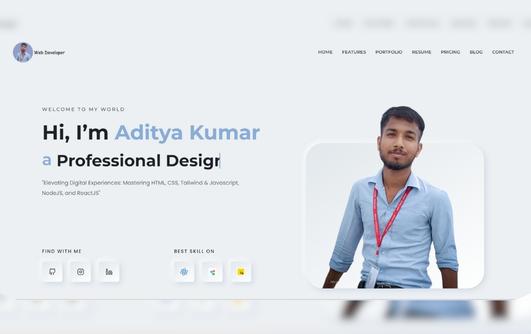 Web Developer
HOME FEATURES PORTFOLIO RESUME PRICING BLOG CONTACT
WELCOME TO MY WORLD
Hi, I'm Aditya Kumar
a Professional Desigr
"Elevating Digital Experiences: Mastering HTML, CSS, Tailwind & Javascript,
NodeJS, and ReactJS"
FIND WITH ME
BEST SKILL ON